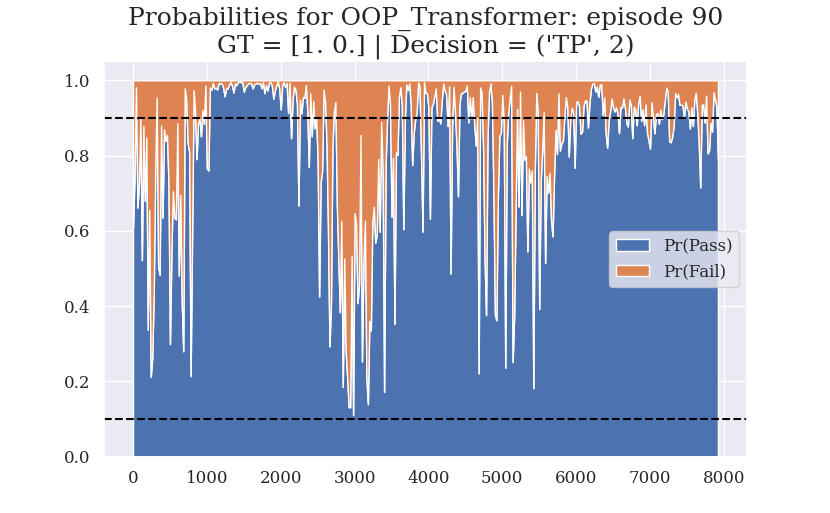 Probabilities for OOP_Transformer: episode 90
GT = [1. 0.] | Decision = ('TP', 2)
1.0
0.8
0.6
0.4
0.2
0.0
Pr(Pass)
Pr(Fail)
0 1000 2000 3000 4000 5000 6000 7000 8000